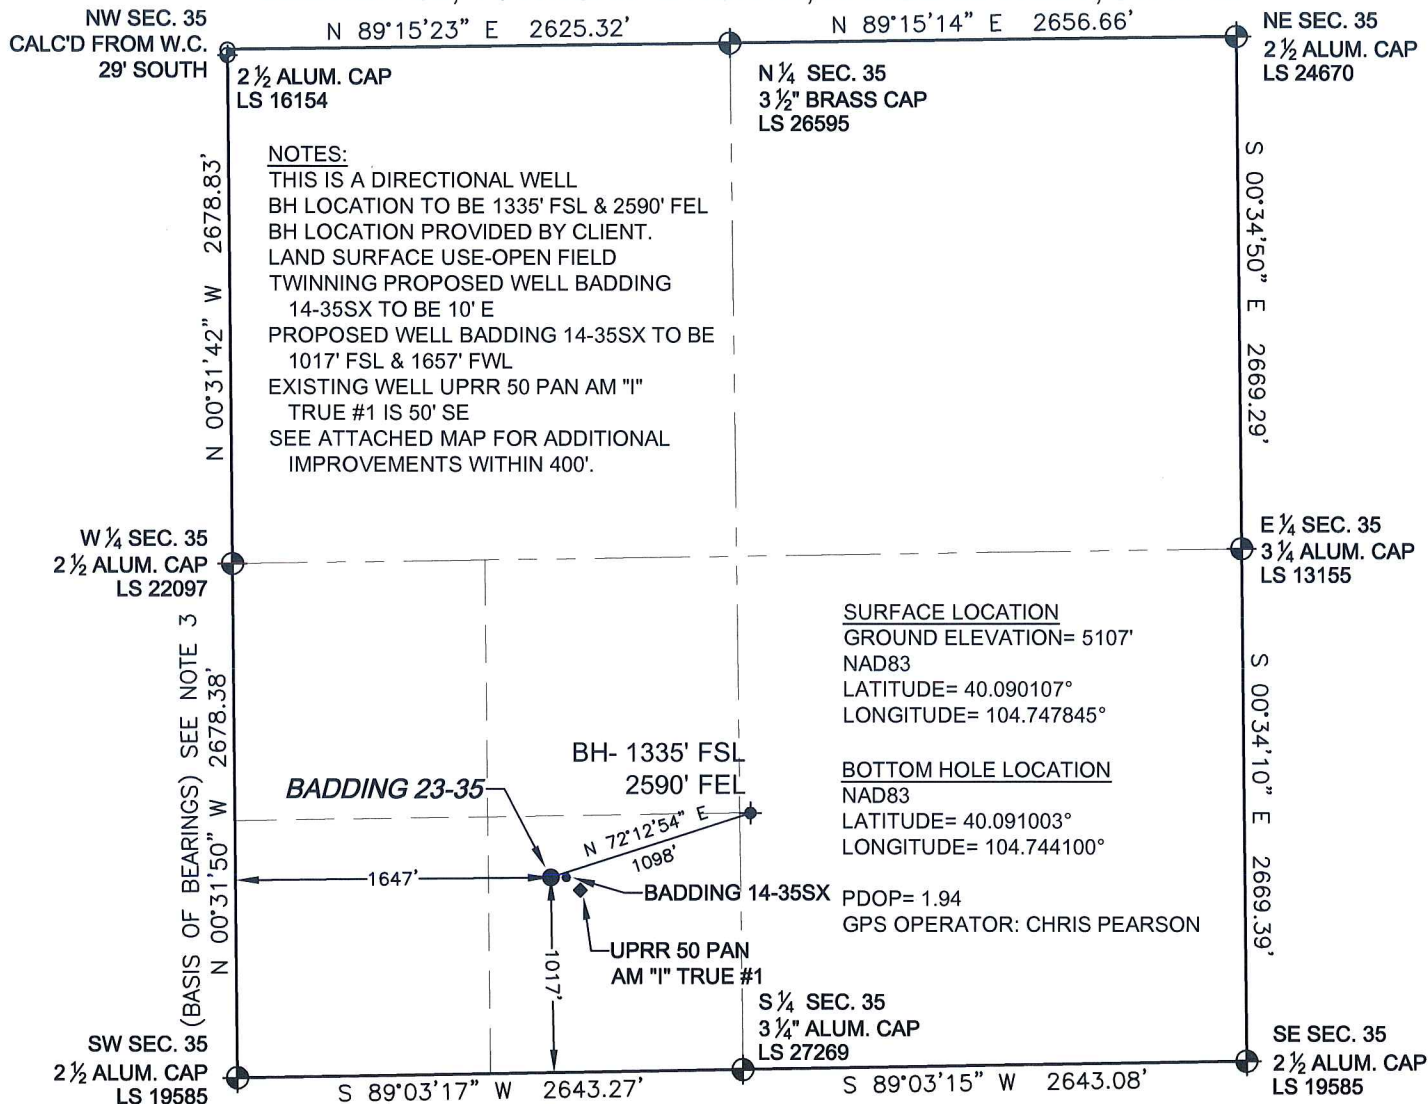 NW SEC. 35
CALC'D FROM W.C.
29' SOUTH
2 ½ ALUM. CAP
LS 16154
N 89°15'23" E 2625.32'
N ¼ SEC. 35
3 ½" BRASS CAP
LS 26595
N 89°15'14" E 2656.66'
NE SEC. 35
2 ½ ALUM. CAP
LS 24670
NOTES:
THIS IS A DIRECTIONAL WELL
BH LOCATION TO BE 1335' FSL & 2590' FEL
BH LOCATION PROVIDED BY CLIENT.
LAND SURFACE USE-OPEN FIELD
TWINNING PROPOSED WELL BADDING
14-35SX TO BE 10' E
PROPOSED WELL BADDING 14-35SX TO BE
1017' FSL & 1657' FWL
EXISTING WELL UPRR 50 PAN AM "I"
TRUE #1 IS 50' SE
SEE ATTACHED MAP FOR ADDITIONAL
IMPROVEMENTS WITHIN 400'.
N 00°31'42" W 2678.83'
S 00°34'50" E 2669.29'
W ¼ SEC. 35
2 ½ ALUM. CAP
LS 22097
E ¼ SEC. 35
3 ¼ ALUM. CAP
LS 13155
(BASIS OF BEARINGS) SEE NOTE 3
N 00°31'50" W 2678.38'
SURFACE LOCATION
GROUND ELEVATION= 5107'
NAD83
LATITUDE= 40.090107°
LONGITUDE= 104.747845°
BOTTOM HOLE LOCATION
NAD83
LATITUDE= 40.091003°
LONGITUDE= 104.744100°
PDOP= 1.94
GPS OPERATOR: CHRIS PEARSON
S 00°34'10" E 2669.39'
BH- 1335' FSL
2590' FEL
BADDING 23-35
N 72°12'54" E
1098'
1647'
BADDING 14-35SX
UPRR 50 PAN
AM "I" TRUE #1
1017'
S ¼ SEC. 35
3 ¼" ALUM. CAP
LS 27269
SW SEC. 35
2 ½ ALUM. CAP
LS 19585
S 89°03'17" W 2643.27'
S 89°03'15" W 2643.08'
SE SEC. 35
2 ½ ALUM. CAP
LS 19585